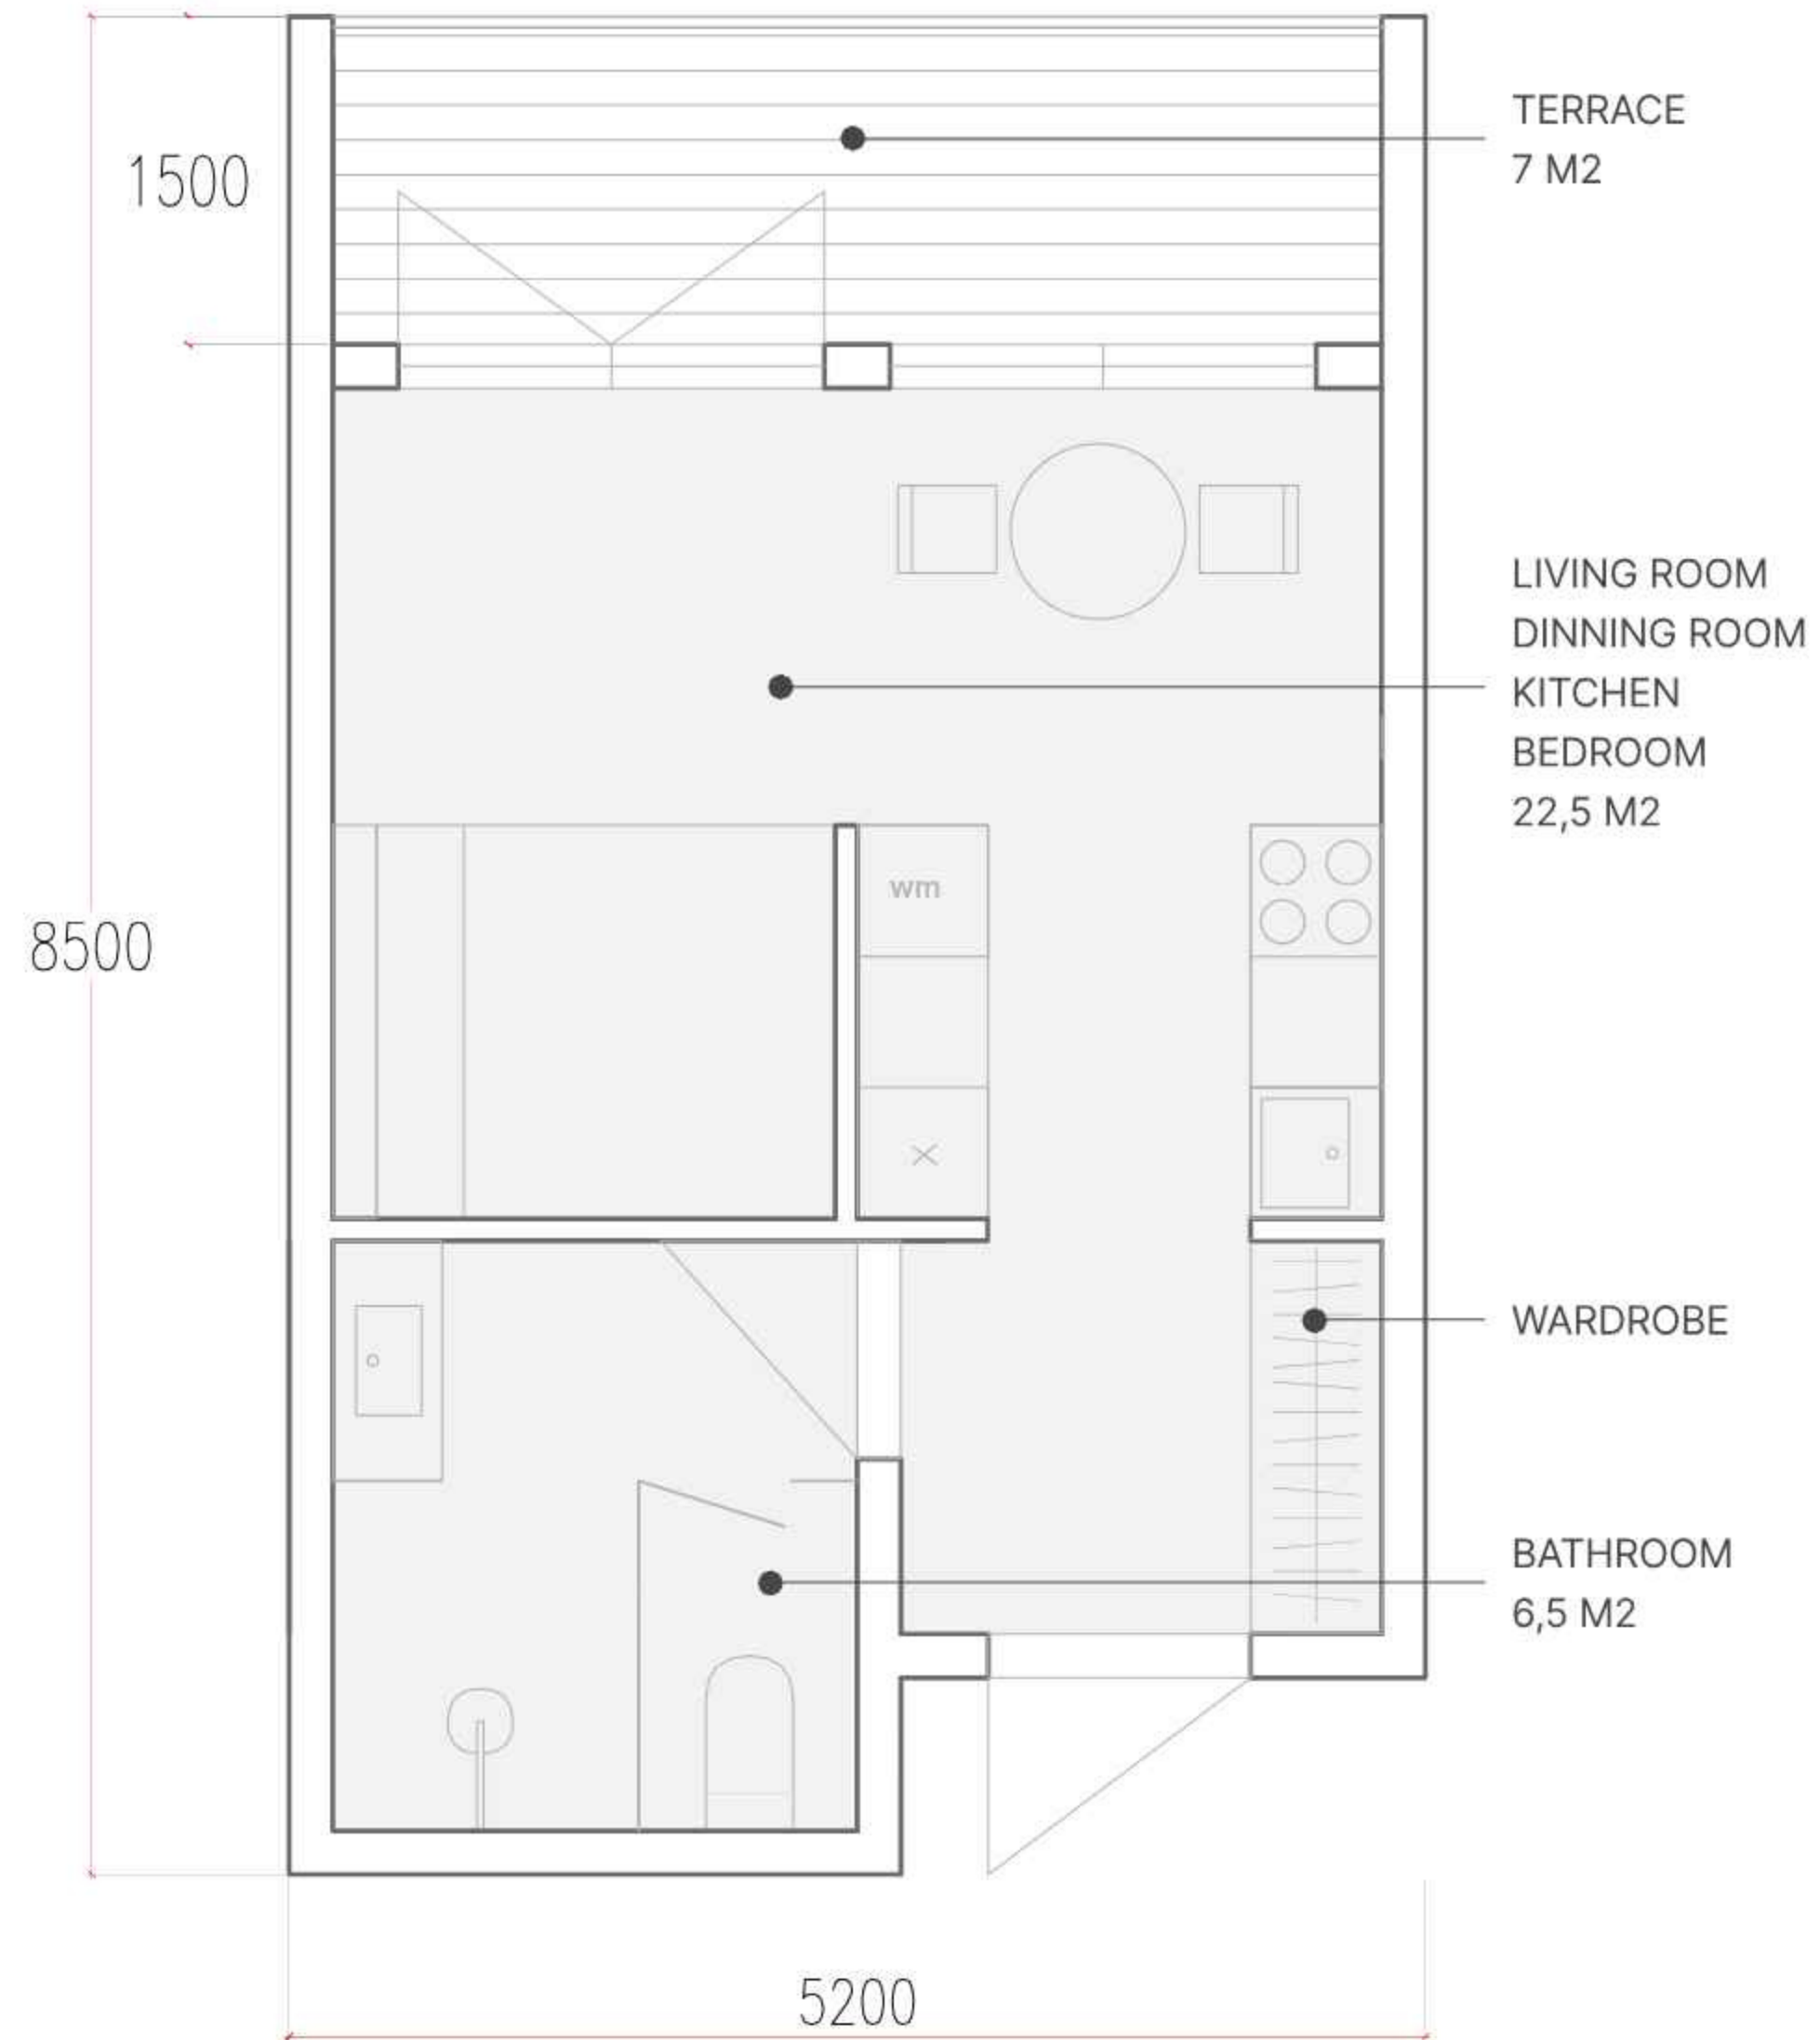 1500
TERRACE
7 M2
LIVING ROOM
DINNING ROOM
KITCHEN
BEDROOM
22,5 M2
wm
8500
WARDROBE
BATHROOM
6,5 M2
5200